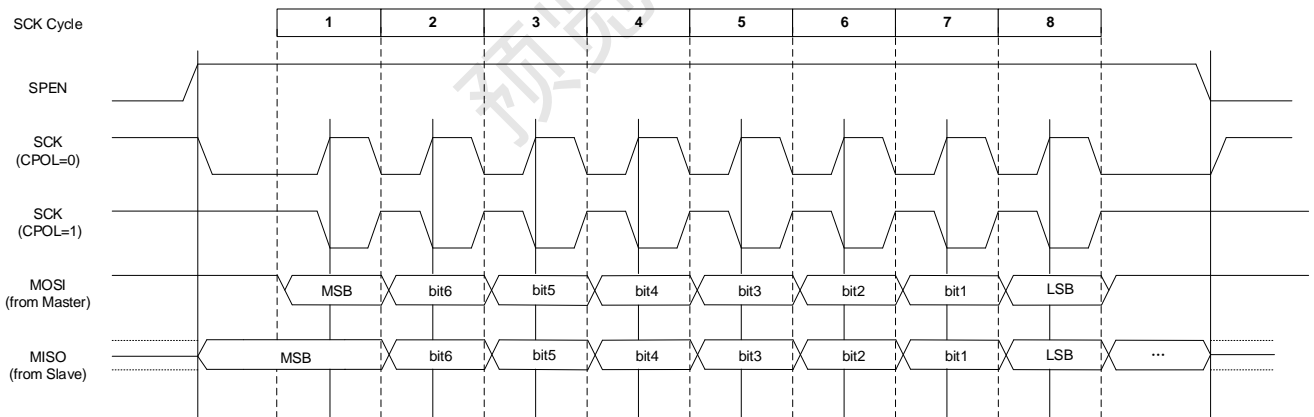 SCK Cycle 1 2 3 4 5 6 7 8
预览
SPEN
SCK
(CPOL=0)
SCK
(CPOL=1)
MOSI
(from Master)
MSB bit6 bit5 bit4 bit3 bit2 bit1 LSB
MISO
(from Slave)
MSB bit6 bit5 bit4 bit3 bit2 bit1 LSB ...